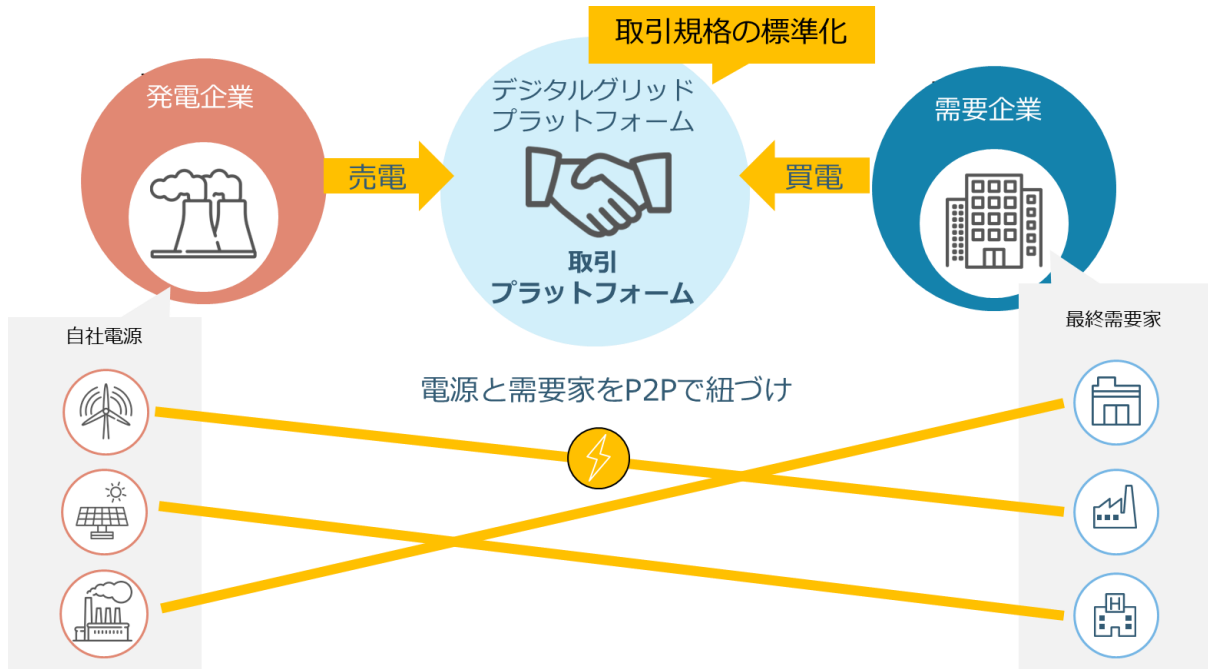 取引規格の標準化
発電企業
デジタルグリッド
プラットフォーム
需要企業
売電
買電
取引
プラットフォーム
自社電源
最終需要家
電源と需要家をP2Pで紐づけ
H